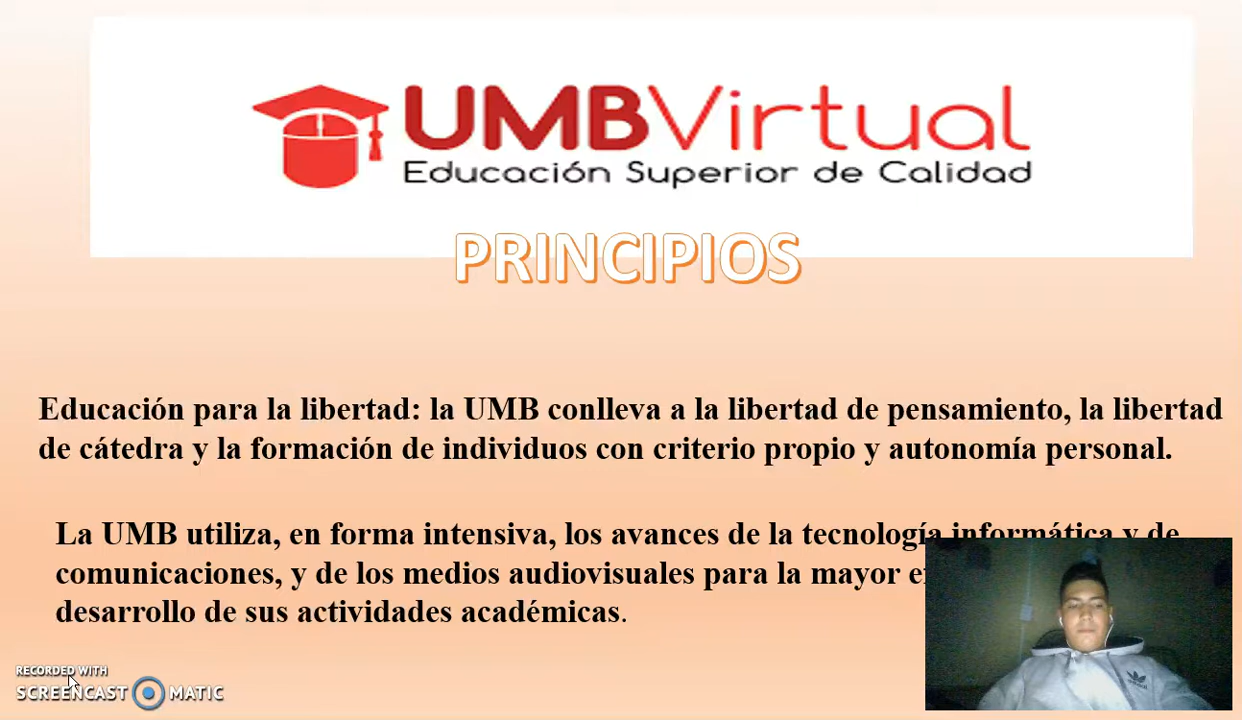 UMBVirtual
Educación Superior de Calidad
PRINCIPIOS
Educación para la libertad: la UMB conlleva a la libertad de pensamiento, la libertad
de cátedra y la formación de individuos con criterio propio y autonomía personal.
La UMB utiliza, en forma intensiva, los avances de la tecnología informática y de
comunicaciones, y de los medios audiovisuales para la mayor
desarrollo de sus actividades académicas.
RECORDED WITH
SCREENCAST MATIC